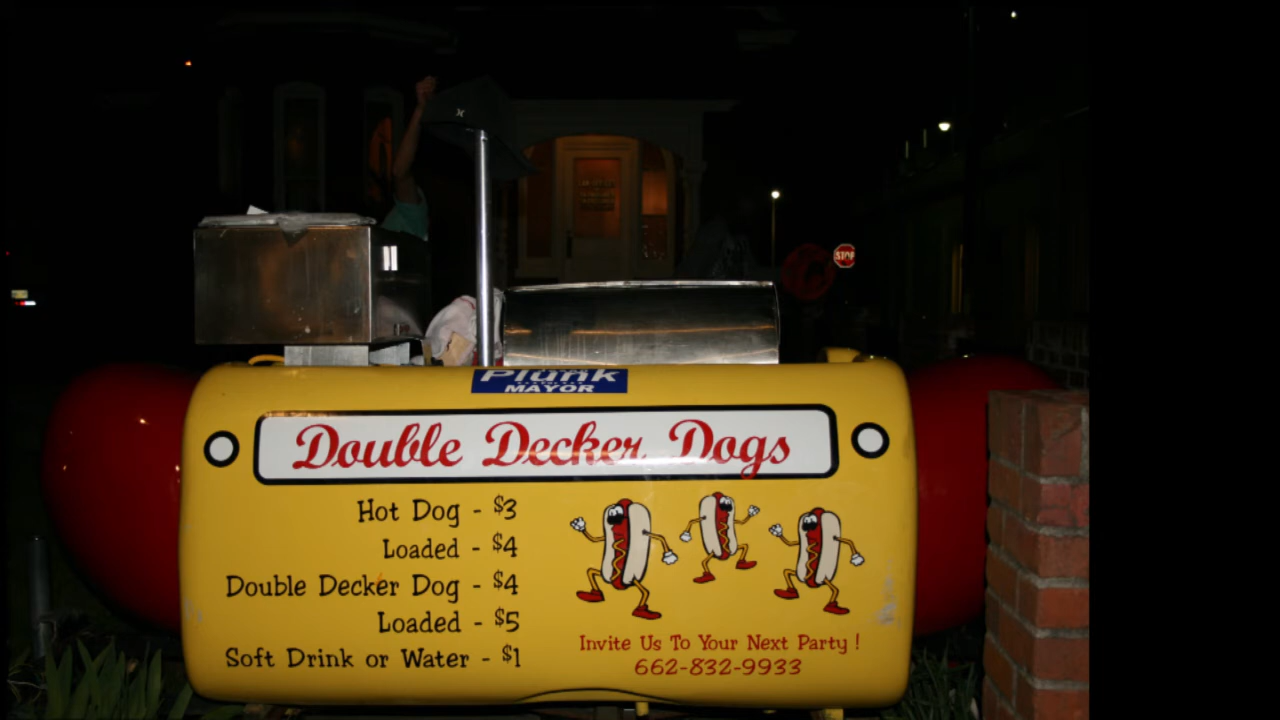 STOP
Plunk
MAYOR
Double Decker Dogs
Hot Dog - $3
Loaded - $4
Double Decker Dog - $4
Loaded - $5
Soft Drink or Water - $1
Invite Us To Your Next Party !
662-832-9933